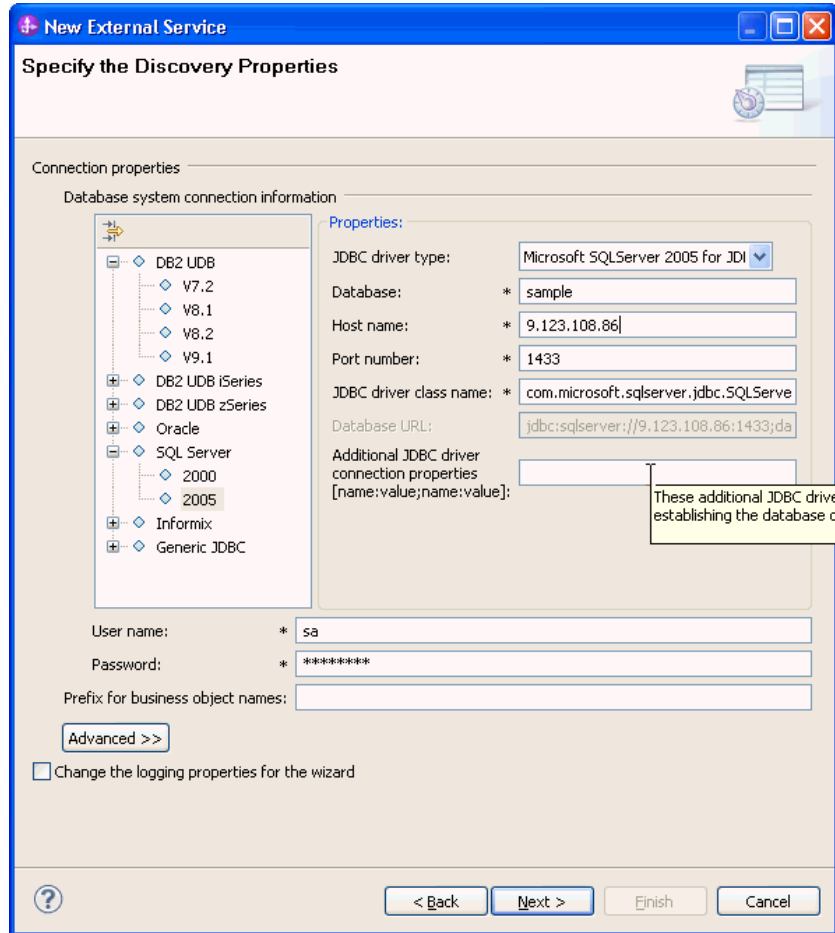 New External Service
Specify the Discovery Properties
Connection properties
Database system connection information
DB2 UDB
V7.2
V8.1
V8.2
V9.1
DB2 UDB iSeries
DB2 UDB zSeries
Oracle
SQL Server
2000
2005
Informix
Generic JDBC
Properties:
JDBC driver type: Microsoft SQLServer 2005 for JDI
Database: * sample
Host name: * 9.123.108.86
Port number: * 1433
JDBC driver class name: * com.microsoft.sqlserver.jdbc.SQLServe
Database URL: jdbc:sqlserver://9.123.108.86:1433;da
Additional JDBC driver
connection properties
[name:value;name:value]:
These additional JDBC drive
establishing the database c
User name: * sa
Password: * ********
Prefix for business object names:
Advanced >>
Change the logging properties for the wizard
? < Back Next > Finish Cancel